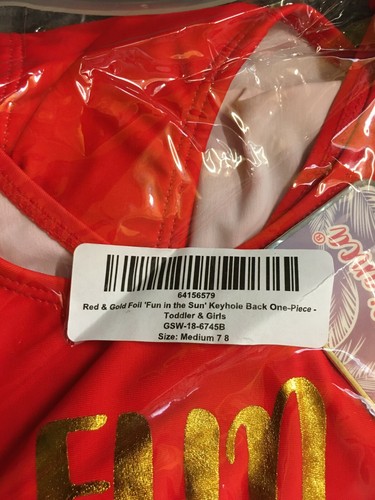 64156579
Red & Gold Foil 'Fun in the Sun' Keyhole Back One-Piece -
Toddler & Girls
GSW-18-6745B
Size: Medium 7 8
FUN